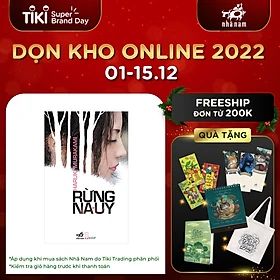 TIKI Super Brand Day
nhã nam
DỌN KHO ONLINE 2022
01-15.12
FREESHIP
ĐƠN TỪ 200K
QUÀ TẶNG
HARUKI MURAKAMI
RỪNG
NAUY
*Áp dụng khi mua sách Nhã Nam do Tiki Trading phân phối
*Kiểm tra giỏ hàng trước khi thanh toán